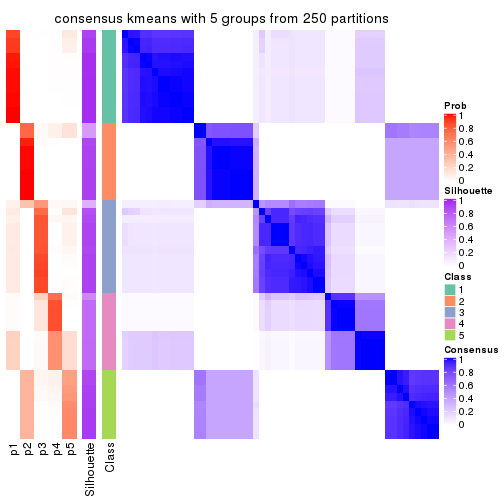 consensus kmeans with 5 groups from 250 partitions
Prob
1
0.8
0.6
0.4
0.2
0
Silhouette
1
0.8
0.6
0.4
0.2
0
Class
1
2
3
4
5
Consensus
1
0.8
0.6
0.4
0.2
0
p1
p2
p3
p4
p5
Silhouette
Class